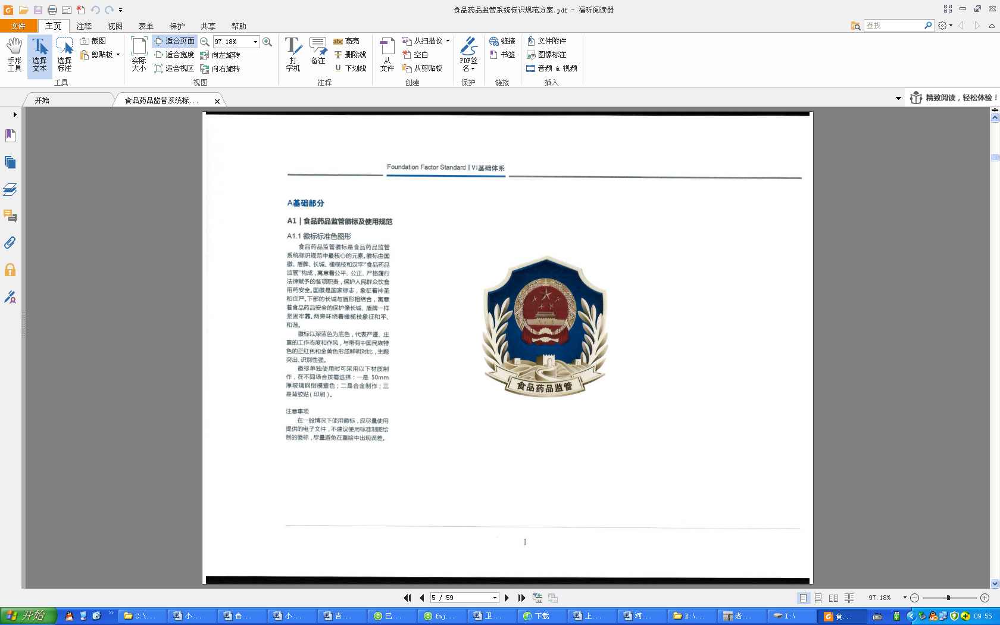 食品药品监管系统标识规范方案.pdf - 福昕阅读器
文件 主页 注释 视图 表单 保护 共享 帮助
查找
手形工具
选择文本
选择标注
截图
剪贴板
工具
实际大小
适合页面
适合宽度
适合视区
97.18%
向左旋转
向右旋转
视图
打字机
备注
abc 高亮
删除线
U 下划线
注释
从文件
从扫描仪
空白
从剪贴板
创建
PDF签名
保护
链接
书签
链接
文件附件
图像标注
音频 & 视频
插入
开始
食品药品监管系统标...
精致阅读，轻松体验！
Foundation Factor Standard | VI基础体系
A基础部分
A1｜食品药品监管徽标及使用规范
A1.1 徽标标准色图形
食品药品监管徽标是食品药品监管
系统标识规范中最核心的元素。徽标由国
徽、盾牌、长城、橄榄枝和汉字“食品药品
监管”构成，寓意着公平、公正、严格履行
法律赋予的各项职责，保护人民群众饮食
用药安全。国徽是国家标志，象征着神圣
和庄严。下部的长城与盾形相结合，寓意
着食品药品安全的保护像长城、盾牌一样
坚固牢靠。两旁环绕着橄榄枝象征和平、
和谐。
徽标以深蓝色为底色，代表严谨、庄
重的工作态度和作风，与带有中国民族特
色的正红色和金黄色形成鲜明对比，主题
突出、识别性强。
徽标单独使用时可采用以下材质制
作，在不同场合按需选择：一是 50mm
厚玻璃钢倒模塑色；二是合金制作；三
是背胶贴（印刷）。
注意事项
在一般情况下使用徽标，应尽量使用
提供的电子文件，不建议使用标准制图绘
制的徽标，尽量避免在重绘中出现误差。
食品药品监管
1
5 / 59
97.18%
开始
C:\...
小...
食...
小...
吉...
已...
fmj...
卫...
下载
上...
河...
E:\...
老...
I:\
食...
09:55